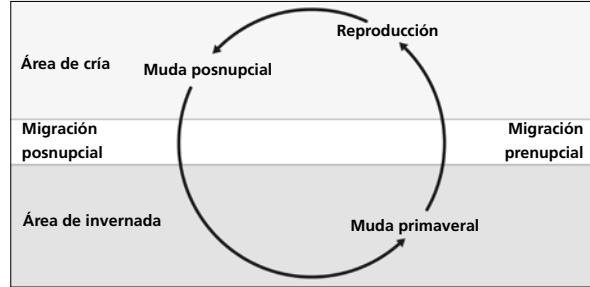 Reproducción
Área de cría
Muda posnupcial
Migración
posnupcial
Migración
prenupcial
Área de invernada
Muda primaveral